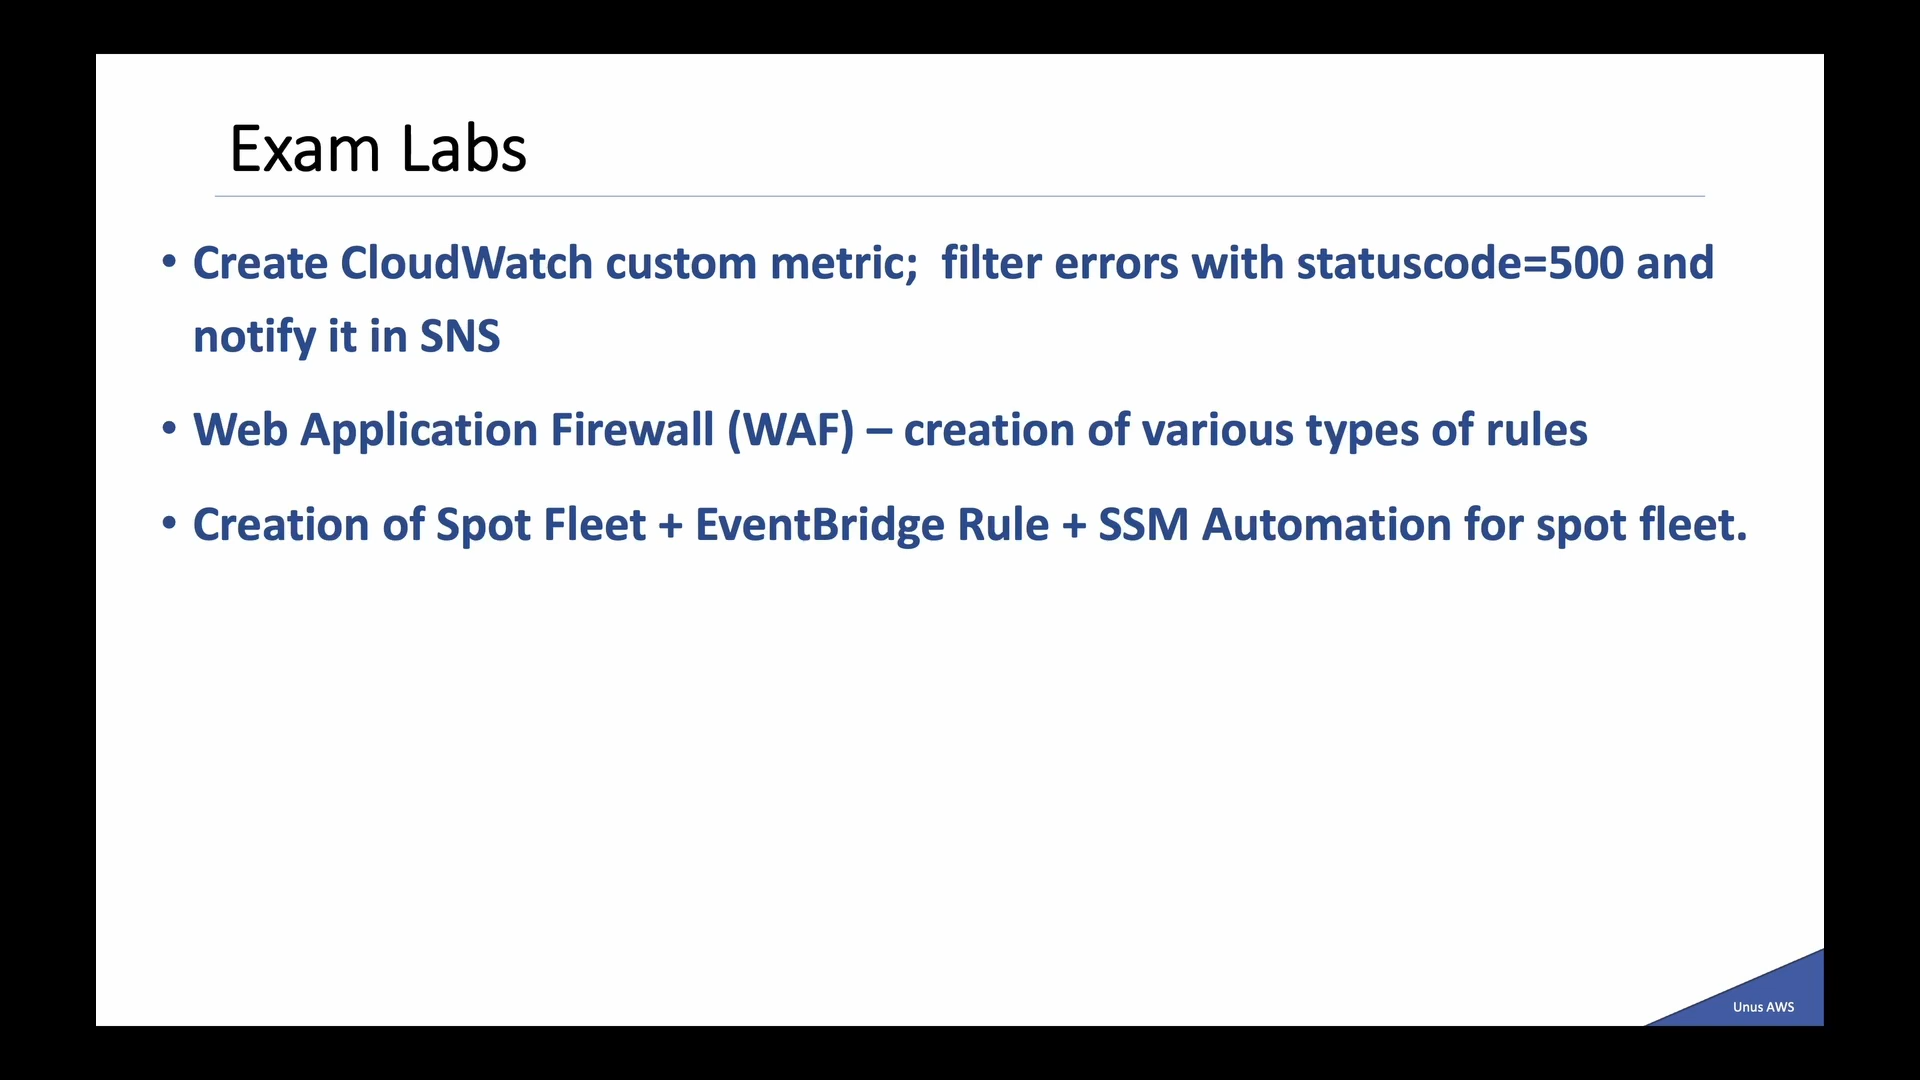 Exam Labs
• Create CloudWatch custom metric;  filter errors with statuscode=500 and
notify it in SNS
• Web Application Firewall (WAF) – creation of various types of rules
• Creation of Spot Fleet + EventBridge Rule + SSM Automation for spot fleet.
Unus AWS